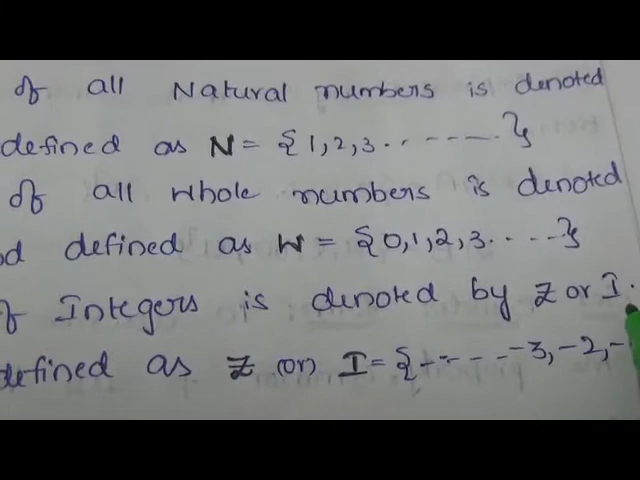 of all Natural numbers is denoted
defined as N = {1, 2, 3 .. ......}
of all whole numbers is denoted
defined as W = {0, 1, 2, 3 .....}
Integers is denoted by Z or I.
defined as Z (or) I = {...... -3, -2, -